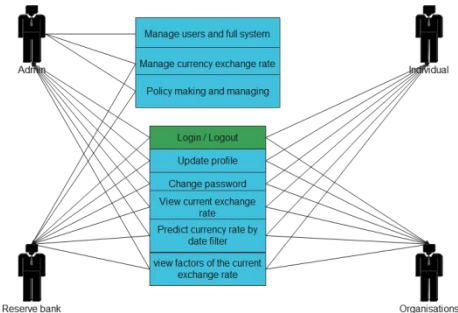 Manage users and full system
Admin
Manage currency exchange rate
Individual
Policy making and managing
Login / Logout
Update profile
Change password
View current exchange
rate
Predict currency rate by
date filter
view factors of the current
exchange rate
Reserve bank
Organisations